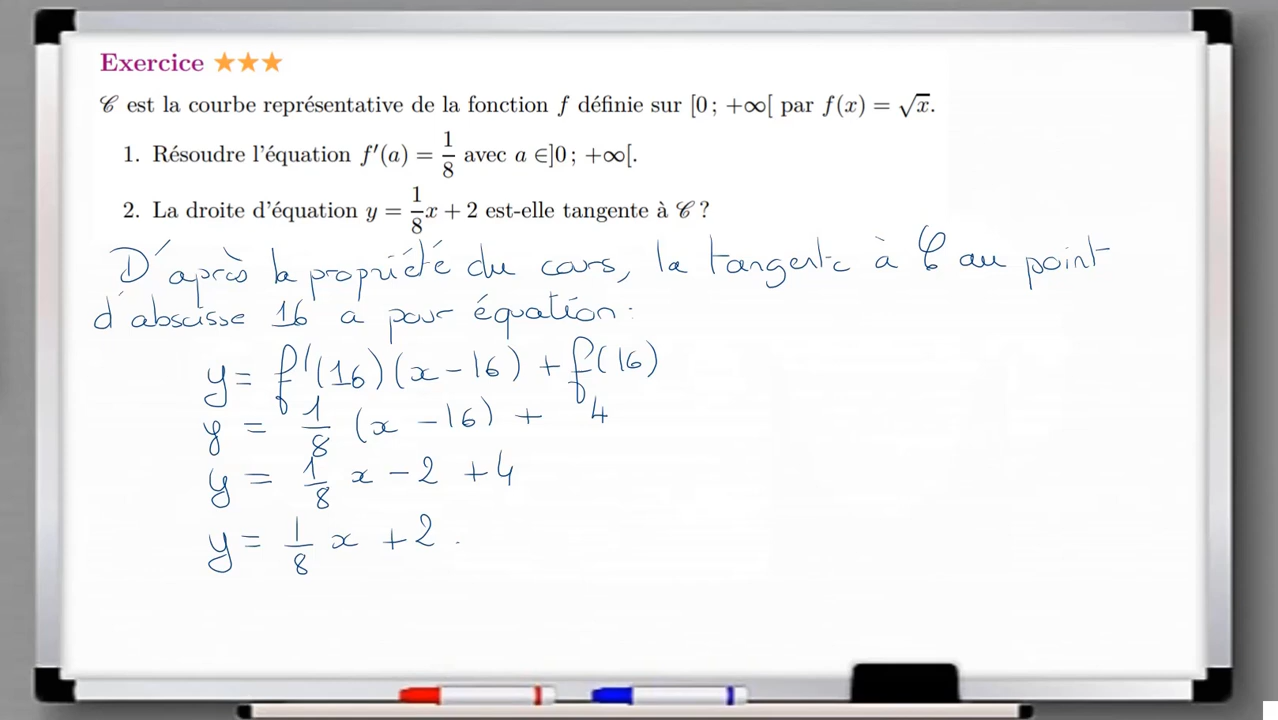 Exercice ★★★
𝒞 est la courbe représentative de la fonction f définie sur [0 ; +∞[ par f(x) = √x.
1. Résoudre l'équation f′(a) = 1/8 avec a ∈]0 ; +∞[.
2. La droite d'équation y = 1/8 x + 2 est-elle tangente à 𝒞 ?
D'après la propriété du cours, la tangente à 𝒞 au point
d'abscisse 16 a pour équation :
y = f'(16)(x - 16) + f(16)
y = 1/8 (x - 16) + 4
y = 1/8 x - 2 + 4
y = 1/8 x + 2.